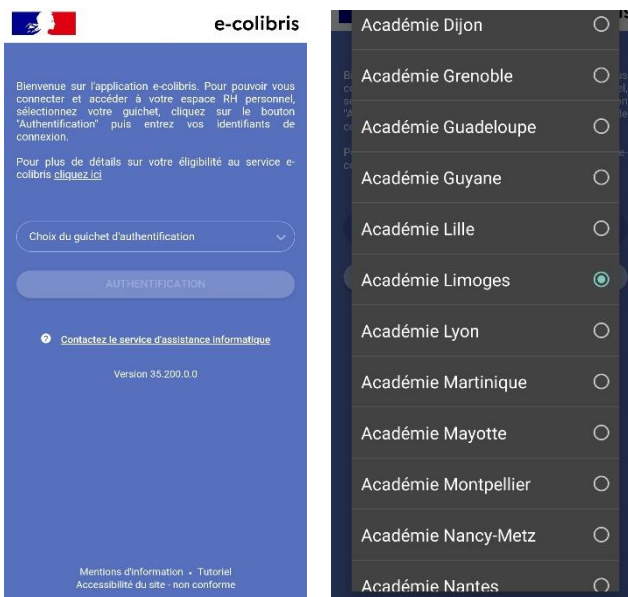 e-colibris
Bienvenue sur l'application e-colibris. Pour pouvoir vous
connecter et accéder à votre espace RH personnel,
sélectionnez votre guichet, cliquez sur le bouton
"Authentification" puis entrez vos identifiants de
connexion.
Pour plus de détails sur votre éligibilité au service e-
colibris cliquez ici
Choix du guichet d'authentification
AUTHENTIFICATION
Contactez le service d'assistance informatique
Version 35.200.0.0
Mentions d'information • Tutoriel
Accessibilité du site - non conforme
Académie Dijon
Académie Grenoble
Académie Guadeloupe
Académie Guyane
Académie Lille
Académie Limoges
Académie Lyon
Académie Martinique
Académie Mayotte
Académie Montpellier
Académie Nancy-Metz
Académie Nantes